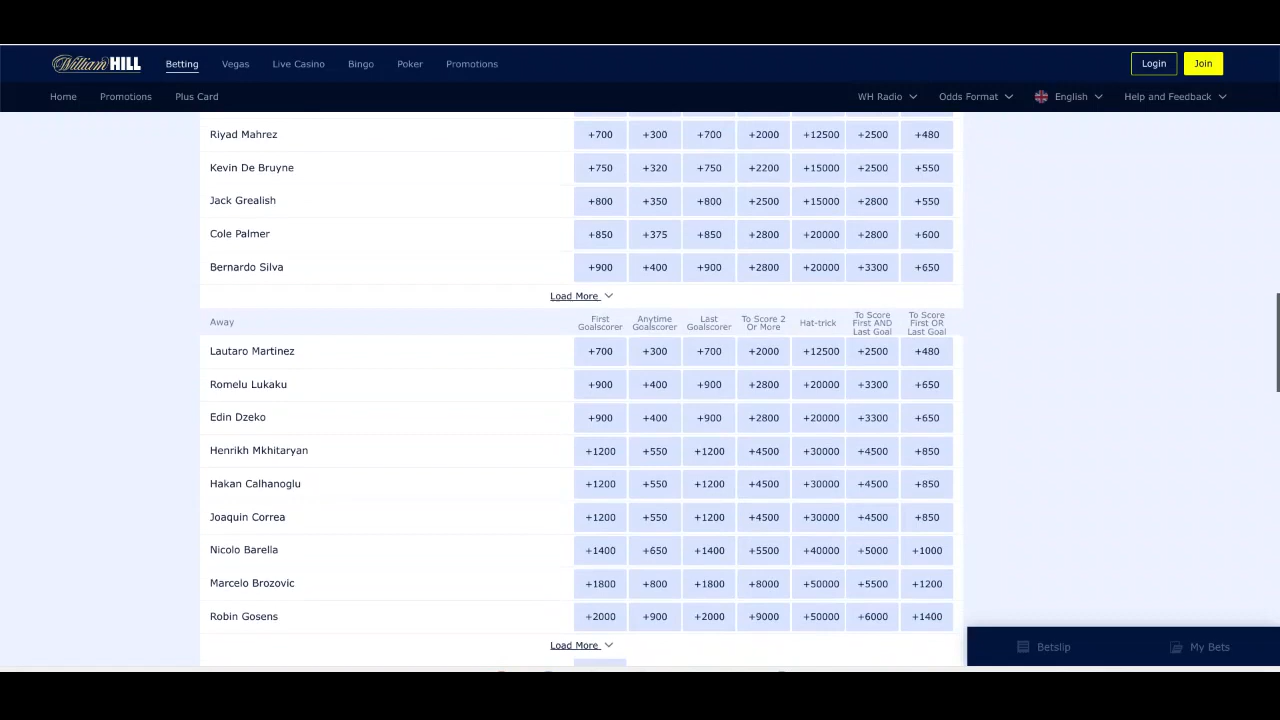 William HILL Betting Vegas Live Casino Bingo Poker Promotions Login Join
Home Promotions Plus Card WH Radio Odds Format English Help and Feedback
Riyad Mahrez +700 +300 +700 +2000 +12500 +2500 +480
Kevin De Bruyne +750 +320 +750 +2200 +15000 +2500 +550
Jack Grealish +800 +350 +800 +2500 +15000 +2800 +550
Cole Palmer +850 +375 +850 +2800 +20000 +2800 +600
Bernardo Silva +900 +400 +900 +2800 +20000 +3300 +650
Load More
Away First Goalscorer Anytime Goalscorer Last Goalscorer To Score 2 Or More Hat-trick To Score First AND Last Goal To Score First OR Last Goal
Lautaro Martinez +700 +300 +700 +2000 +12500 +2500 +480
Romelu Lukaku +900 +400 +900 +2800 +20000 +3300 +650
Edin Dzeko +900 +400 +900 +2800 +20000 +3300 +650
Henrikh Mkhitaryan +1200 +550 +1200 +4500 +30000 +4500 +850
Hakan Calhanoglu +1200 +550 +1200 +4500 +30000 +4500 +850
Joaquin Correa +1200 +550 +1200 +4500 +30000 +4500 +850
Nicolo Barella +1400 +650 +1400 +5500 +40000 +5000 +1000
Marcelo Brozovic +1800 +800 +1800 +8000 +50000 +5500 +1200
Robin Gosens +2000 +900 +2000 +9000 +50000 +6000 +1400
Load More
Betslip My Bets